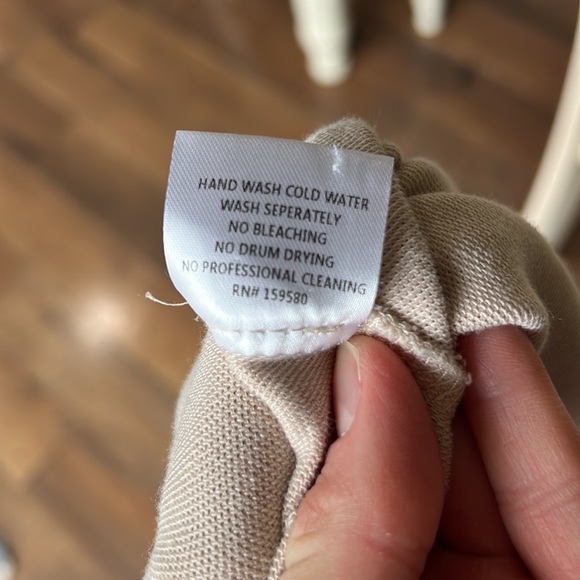 HAND WASH COLD WATER
WASH SEPERATELY
NO BLEACHING
NO DRUM DRYING
NO PROFESSIONAL CLEANING
RN# 159580